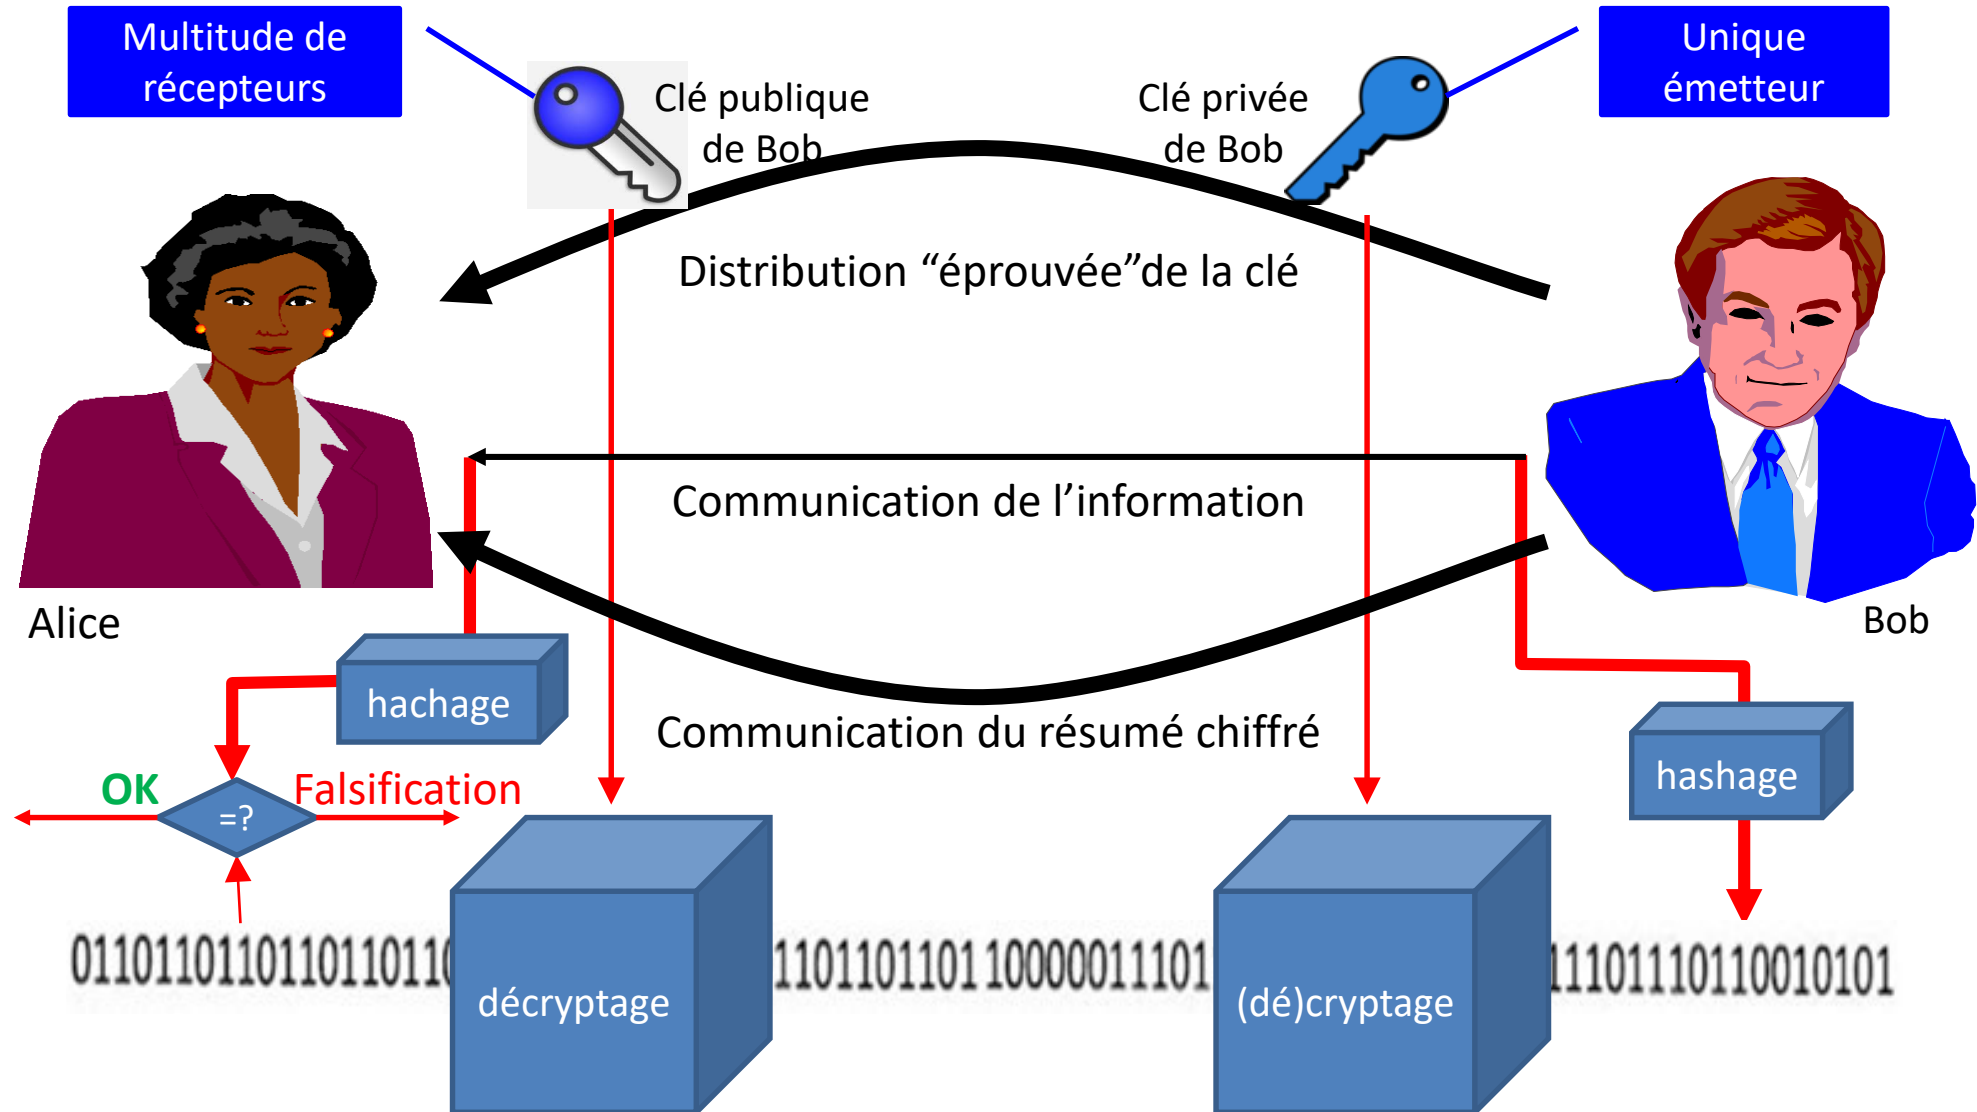 Multitude de
récepteurs
Clé publique
de Bob
Clé privée
de Bob
Unique
émetteur
Distribution “éprouvée”de la clé
Communication de l’information
Alice
Bob
hachage
Communication du résumé chiffré
hashage
OK
Falsification
=?
décryptage
(dé)cryptage
0110110110110110110
1101101101 10000011101
1110111011001010101